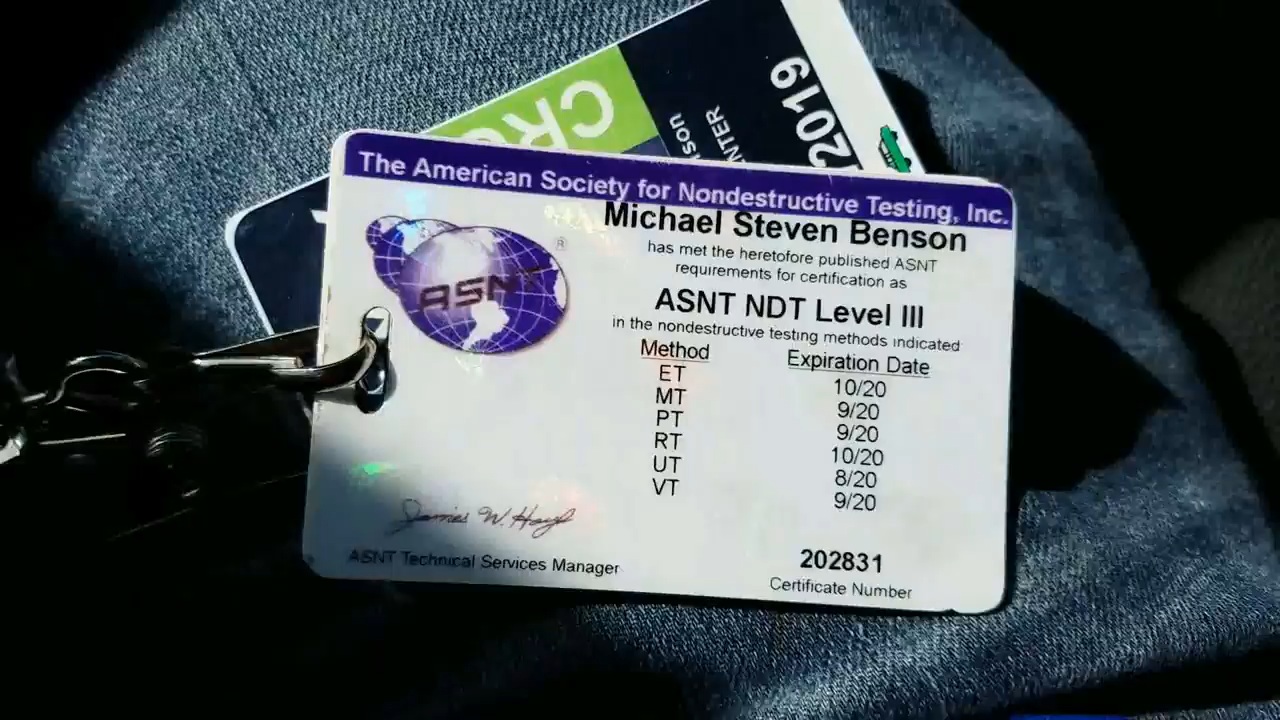 2019
CR
NTER
The American Society for Nondestructive Testing, Inc.
Michael Steven Benson
has met the heretofore published ASNT
requirements for certification as
ASNT NDT Level III
in the nondestructive testing methods indicated
Method Expiration Date
ET 10/20
MT 9/20
PT 9/20
RT 10/20
UT 8/20
VT 9/20
ASNT
®
James W. Houf
ASNT Technical Services Manager
202831
Certificate Number